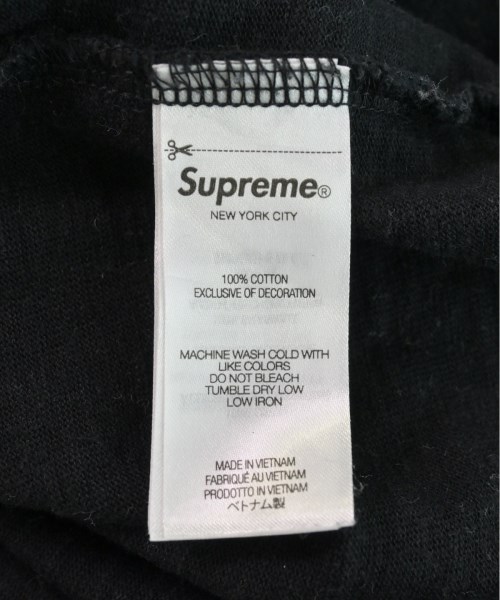 Supreme®
NEW YORK CITY
100% COTTON
EXCLUSIVE OF DECORATION
MACHINE WASH COLD WITH
LIKE COLORS
DO NOT BLEACH
TUMBLE DRY LOW
LOW IRON
MADE IN VIETNAM
FABRIQUÉ AU VIETNAM
PRODOTTO IN VIETNAM
ベトナム製